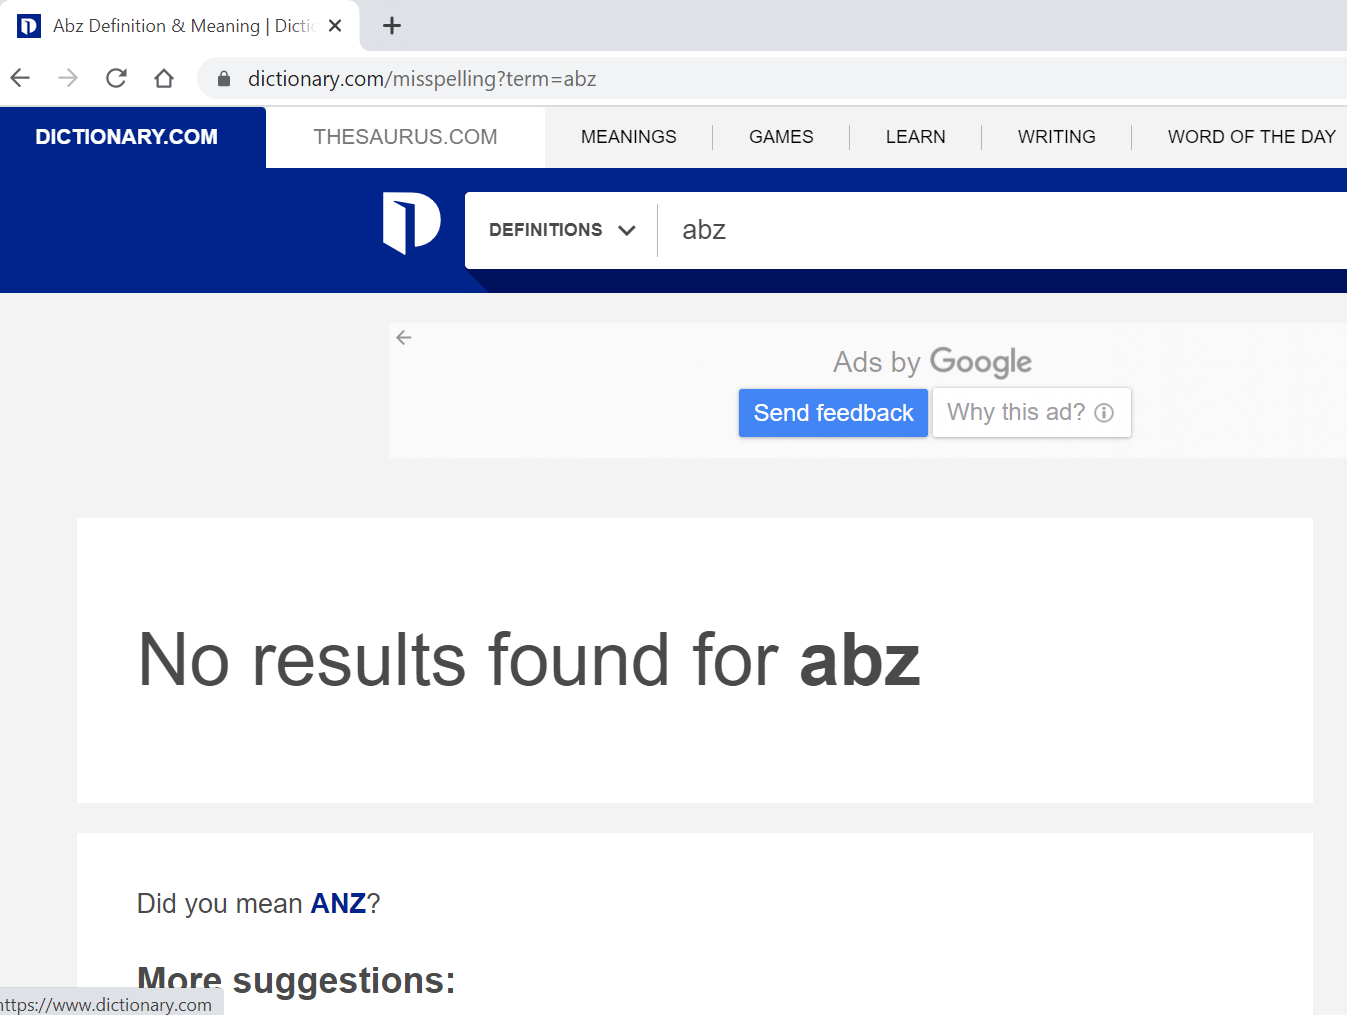 Abz Definition & Meaning | Dictic
dictionary.com/misspelling?term=abz
DICTIONARY.COM
THESAURUS.COM
MEANINGS
GAMES
LEARN
WRITING
WORD OF THE DAY
DEFINITIONS
abz
Ads by Google
Send feedback
Why this ad?
No results found for abz
Did you mean ANZ?
More suggestions:
https://www.dictionary.com